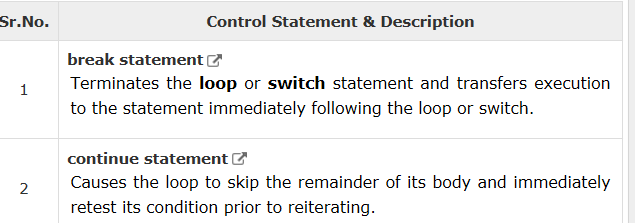 Sr.No. Control Statement & Description
break statement
1
Terminates the loop or switch statement and transfers execution
to the statement immediately following the loop or switch.
continue statement
2
Causes the loop to skip the remainder of its body and immediately
retest its condition prior to reiterating.